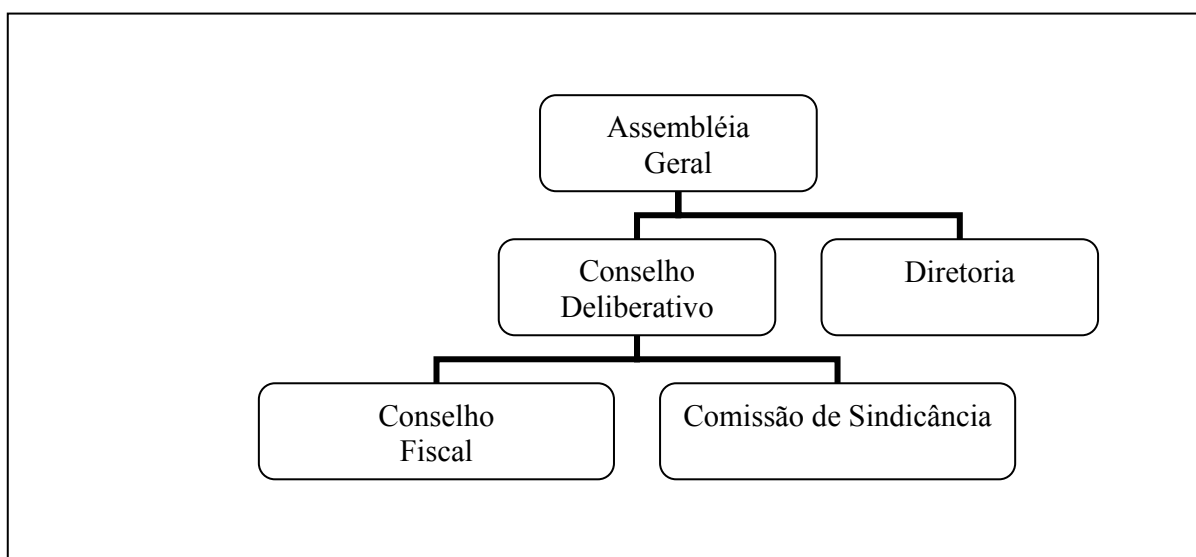 Assembléia
Geral
Conselho
Deliberativo
Diretoria
Conselho
Fiscal
Comissão de Sindicância